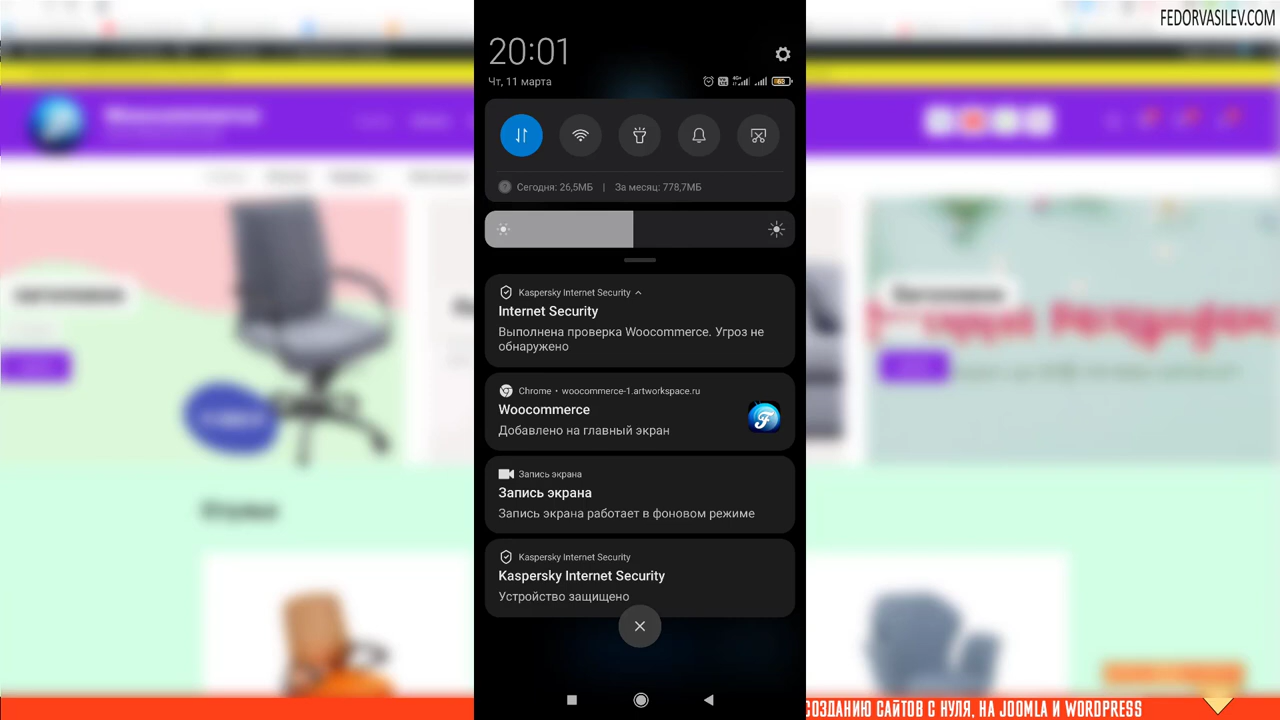 FEDORVASILEV.COM
20:01
Чт, 11 марта
Сегодня: 26,5МБ | За месяц: 778,7МБ
Kaspersky Internet Security
Internet Security
Выполнена проверка Woocommerce. Угроз не
обнаружено
Chrome • woocommerce-1.artworkspace.ru
Woocommerce
Добавлено на главный экран
Запись экрана
Запись экрана
Запись экрана работает в фоновом режиме
Kaspersky Internet Security
Kaspersky Internet Security
Устройство защищено
СОЗДАНИЮ САЙТОВ С НУЛЯ, НА JOOMLA И WORDPRESS